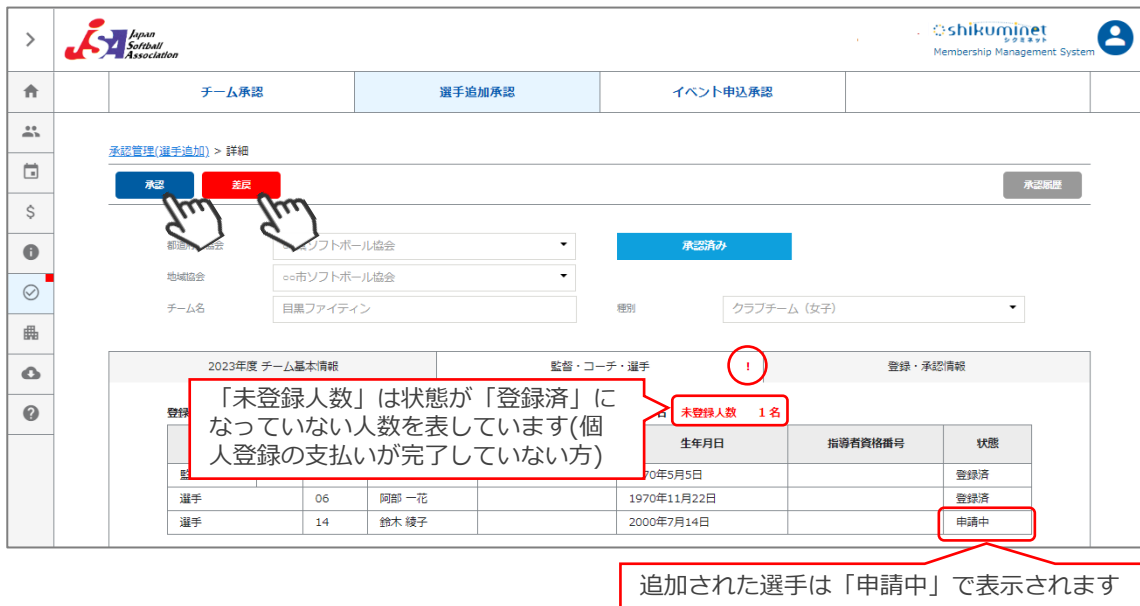 Japan
Softball
Association
shikuminet
シクミネット
Membership Management System
チーム承認 選手追加承認 イベント申込承認
承認管理(選手追加) > 詳細
承認 差戻 承認履歴
ソフトボール協会 承認済み
地域協会 ○○市ソフトボール協会
チーム名 目黒ファイティン 種別 クラブチーム（女子）
2023年度 チーム基本情報 監督・コーチ・選手 ！ 登録・承認情報
「未登録人数」は状態が「登録済」に
なっていない人数を表しています(個
人登録の支払いが完了していない方)
未登録人数 1 名
生年月日 指導者資格番号 状態
70年5月5日 登録済
選手 06 阿部 一花 1970年11月22日 登録済
選手 14 鈴木 綾子 2000年7月14日 申請中
追加された選手は「申請中」で表示されます